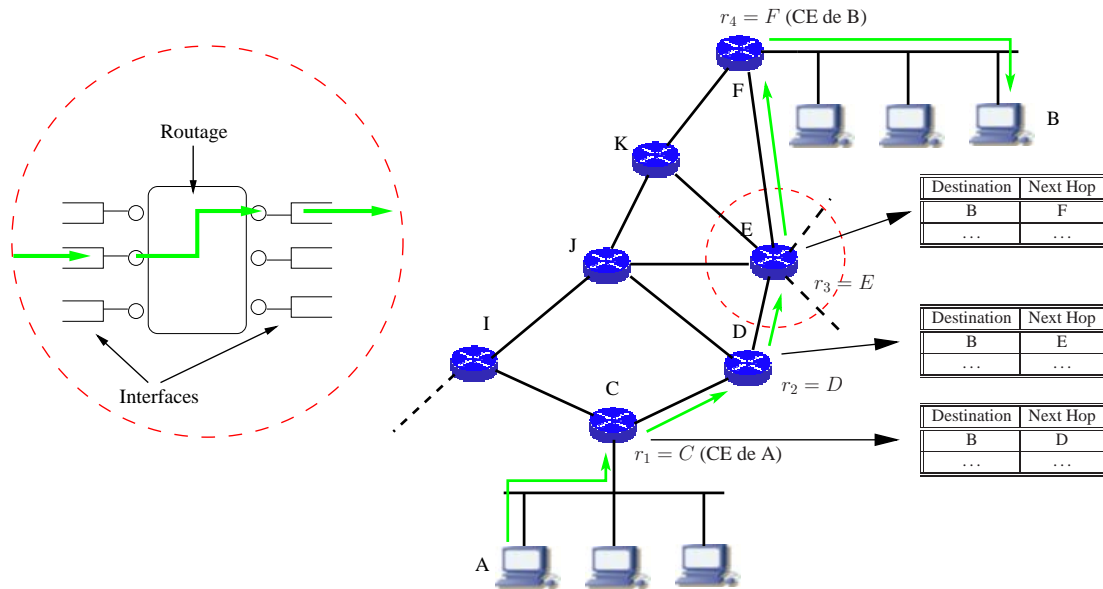 r₄ = F (CE de B)
F
B
Routage
K
Destination Next Hop
B F
... ...
E
J
r₃ = E
Destination Next Hop
B E
... ...
D
I
r₂ = D
Interfaces
C
Destination Next Hop
B D
... ...
r₁ = C (CE de A)
A